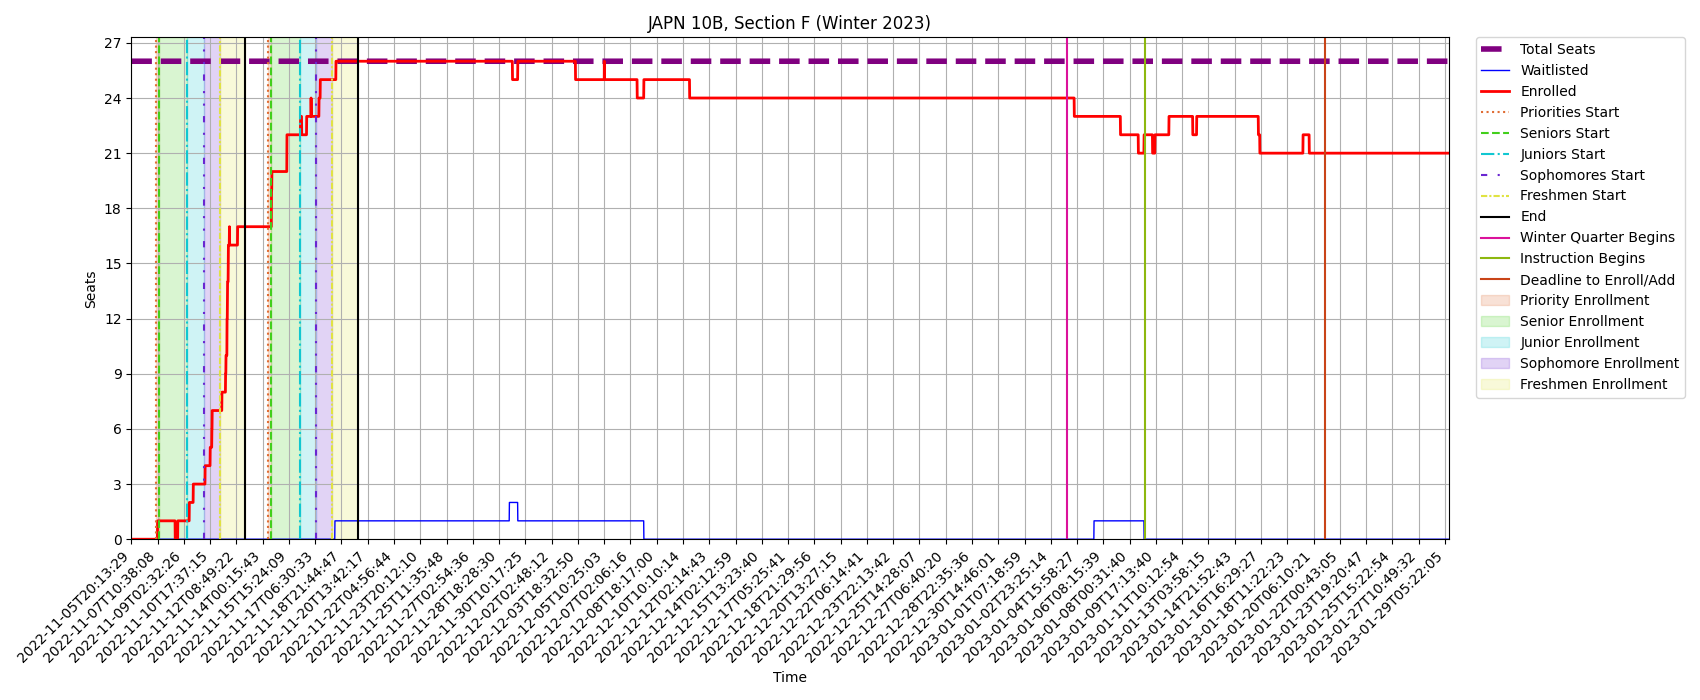 JAPN 10B, Section F (Winter 2023)
27
24
21
18
15
12
9
6
3
0
Seats
2022-11-05T20:13:29
2022-11-07T10:38:08
2022-11-09T02:32:26
2022-11-10T17:37:15
2022-11-12T08:49:22
2022-11-14T00:15:43
2022-11-15T15:24:09
2022-11-17T06:30:33
2022-11-18T21:44:47
2022-11-20T13:42:17
2022-11-22T04:56:44
2022-11-23T20:12:10
2022-11-25T11:35:48
2022-11-27T02:54:36
2022-11-28T18:28:30
2022-11-30T10:17:25
2022-12-02T02:48:12
2022-12-03T18:32:50
2022-12-05T10:25:03
2022-12-07T02:06:16
2022-12-08T18:17:00
2022-12-10T10:10:14
2022-12-12T02:14:43
2022-12-14T02:12:59
2022-12-15T13:23:40
2022-12-17T05:25:41
2022-12-18T21:29:56
2022-12-20T13:27:15
2022-12-22T06:14:41
2022-12-23T22:13:42
2022-12-25T14:28:07
2022-12-27T06:40:20
2022-12-28T22:35:36
2022-12-30T14:46:01
2023-01-01T07:18:59
2023-01-02T23:25:14
2023-01-04T15:58:27
2023-01-06T08:15:39
2023-01-08T00:31:40
2023-01-09T17:13:40
2023-01-11T10:12:54
2023-01-13T03:58:15
2023-01-14T21:52:43
2023-01-16T16:29:27
2023-01-18T11:22:23
2023-01-20T06:10:21
2023-01-22T00:43:05
2023-01-23T19:20:47
2023-01-25T15:22:54
2023-01-27T10:49:32
2023-01-29T05:22:05
Time
Total Seats
Waitlisted
Enrolled
Priorities Start
Seniors Start
Juniors Start
Sophomores Start
Freshmen Start
End
Winter Quarter Begins
Instruction Begins
Deadline to Enroll/Add
Priority Enrollment
Senior Enrollment
Junior Enrollment
Sophomore Enrollment
Freshmen Enrollment